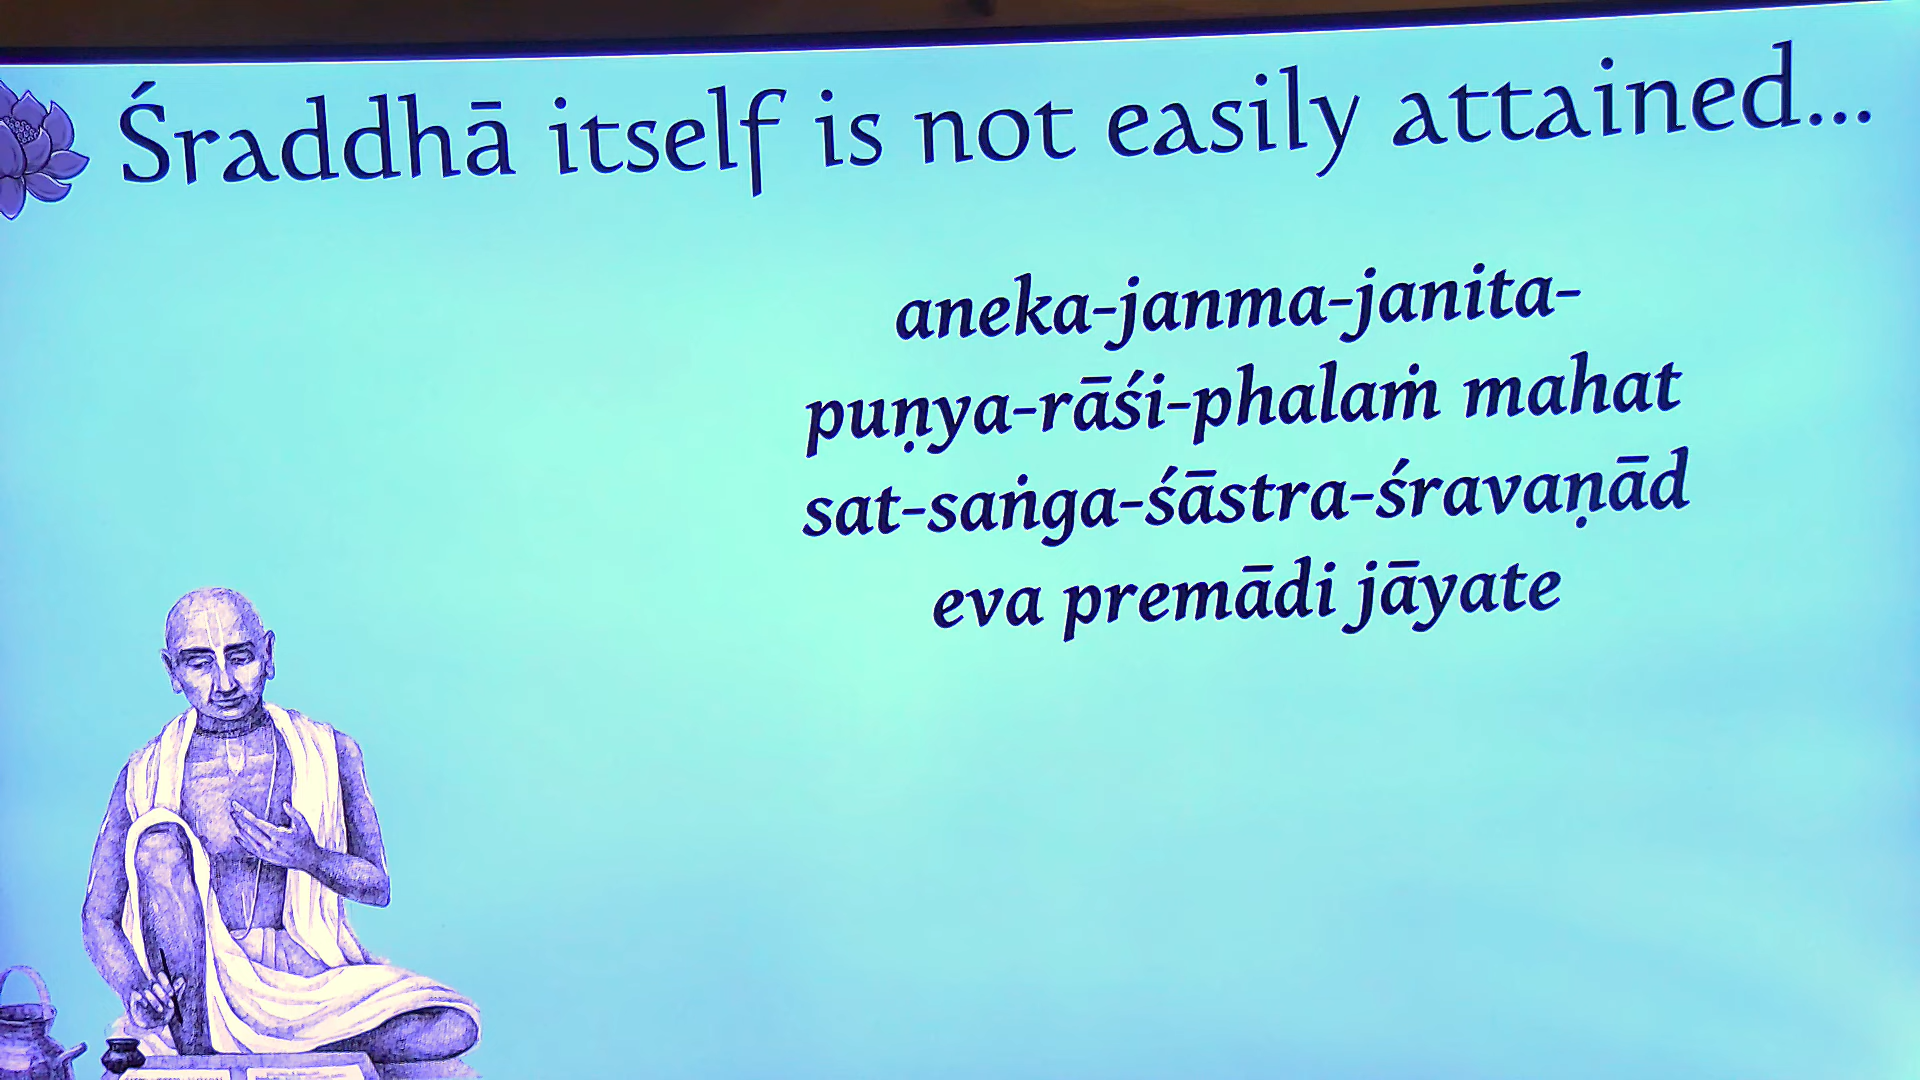 Śraddhā itself is not easily attained...
aneka-janma-janita-
puṇya-rāśi-phalaṁ mahat
sat-saṅga-śāstra-śravaṇād
eva premādi jāyate